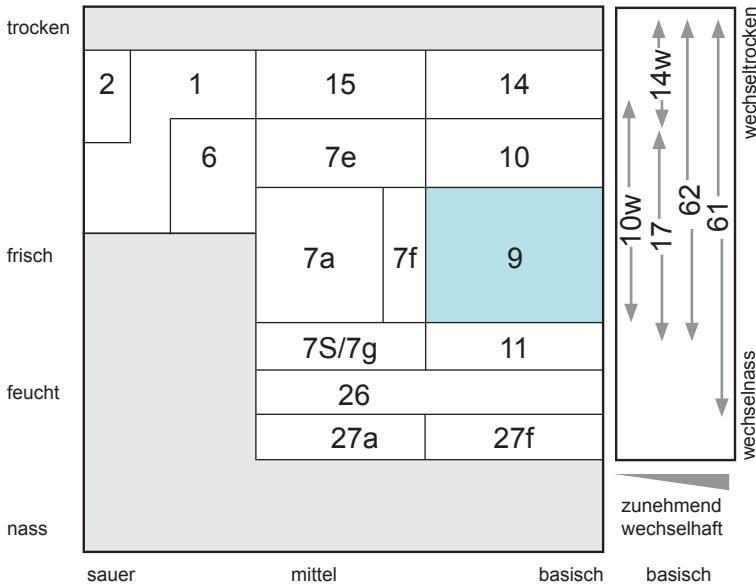 trocken
2
1
15
14
6
7e
10
frisch
7a
7f
9
7S/7g
11
feucht
26
27a
27f
nass
sauer
mittel
basisch
wechseltrocken
14w
10w
17
62
61
wechselnass
zunehmend
wechselhaft
basisch